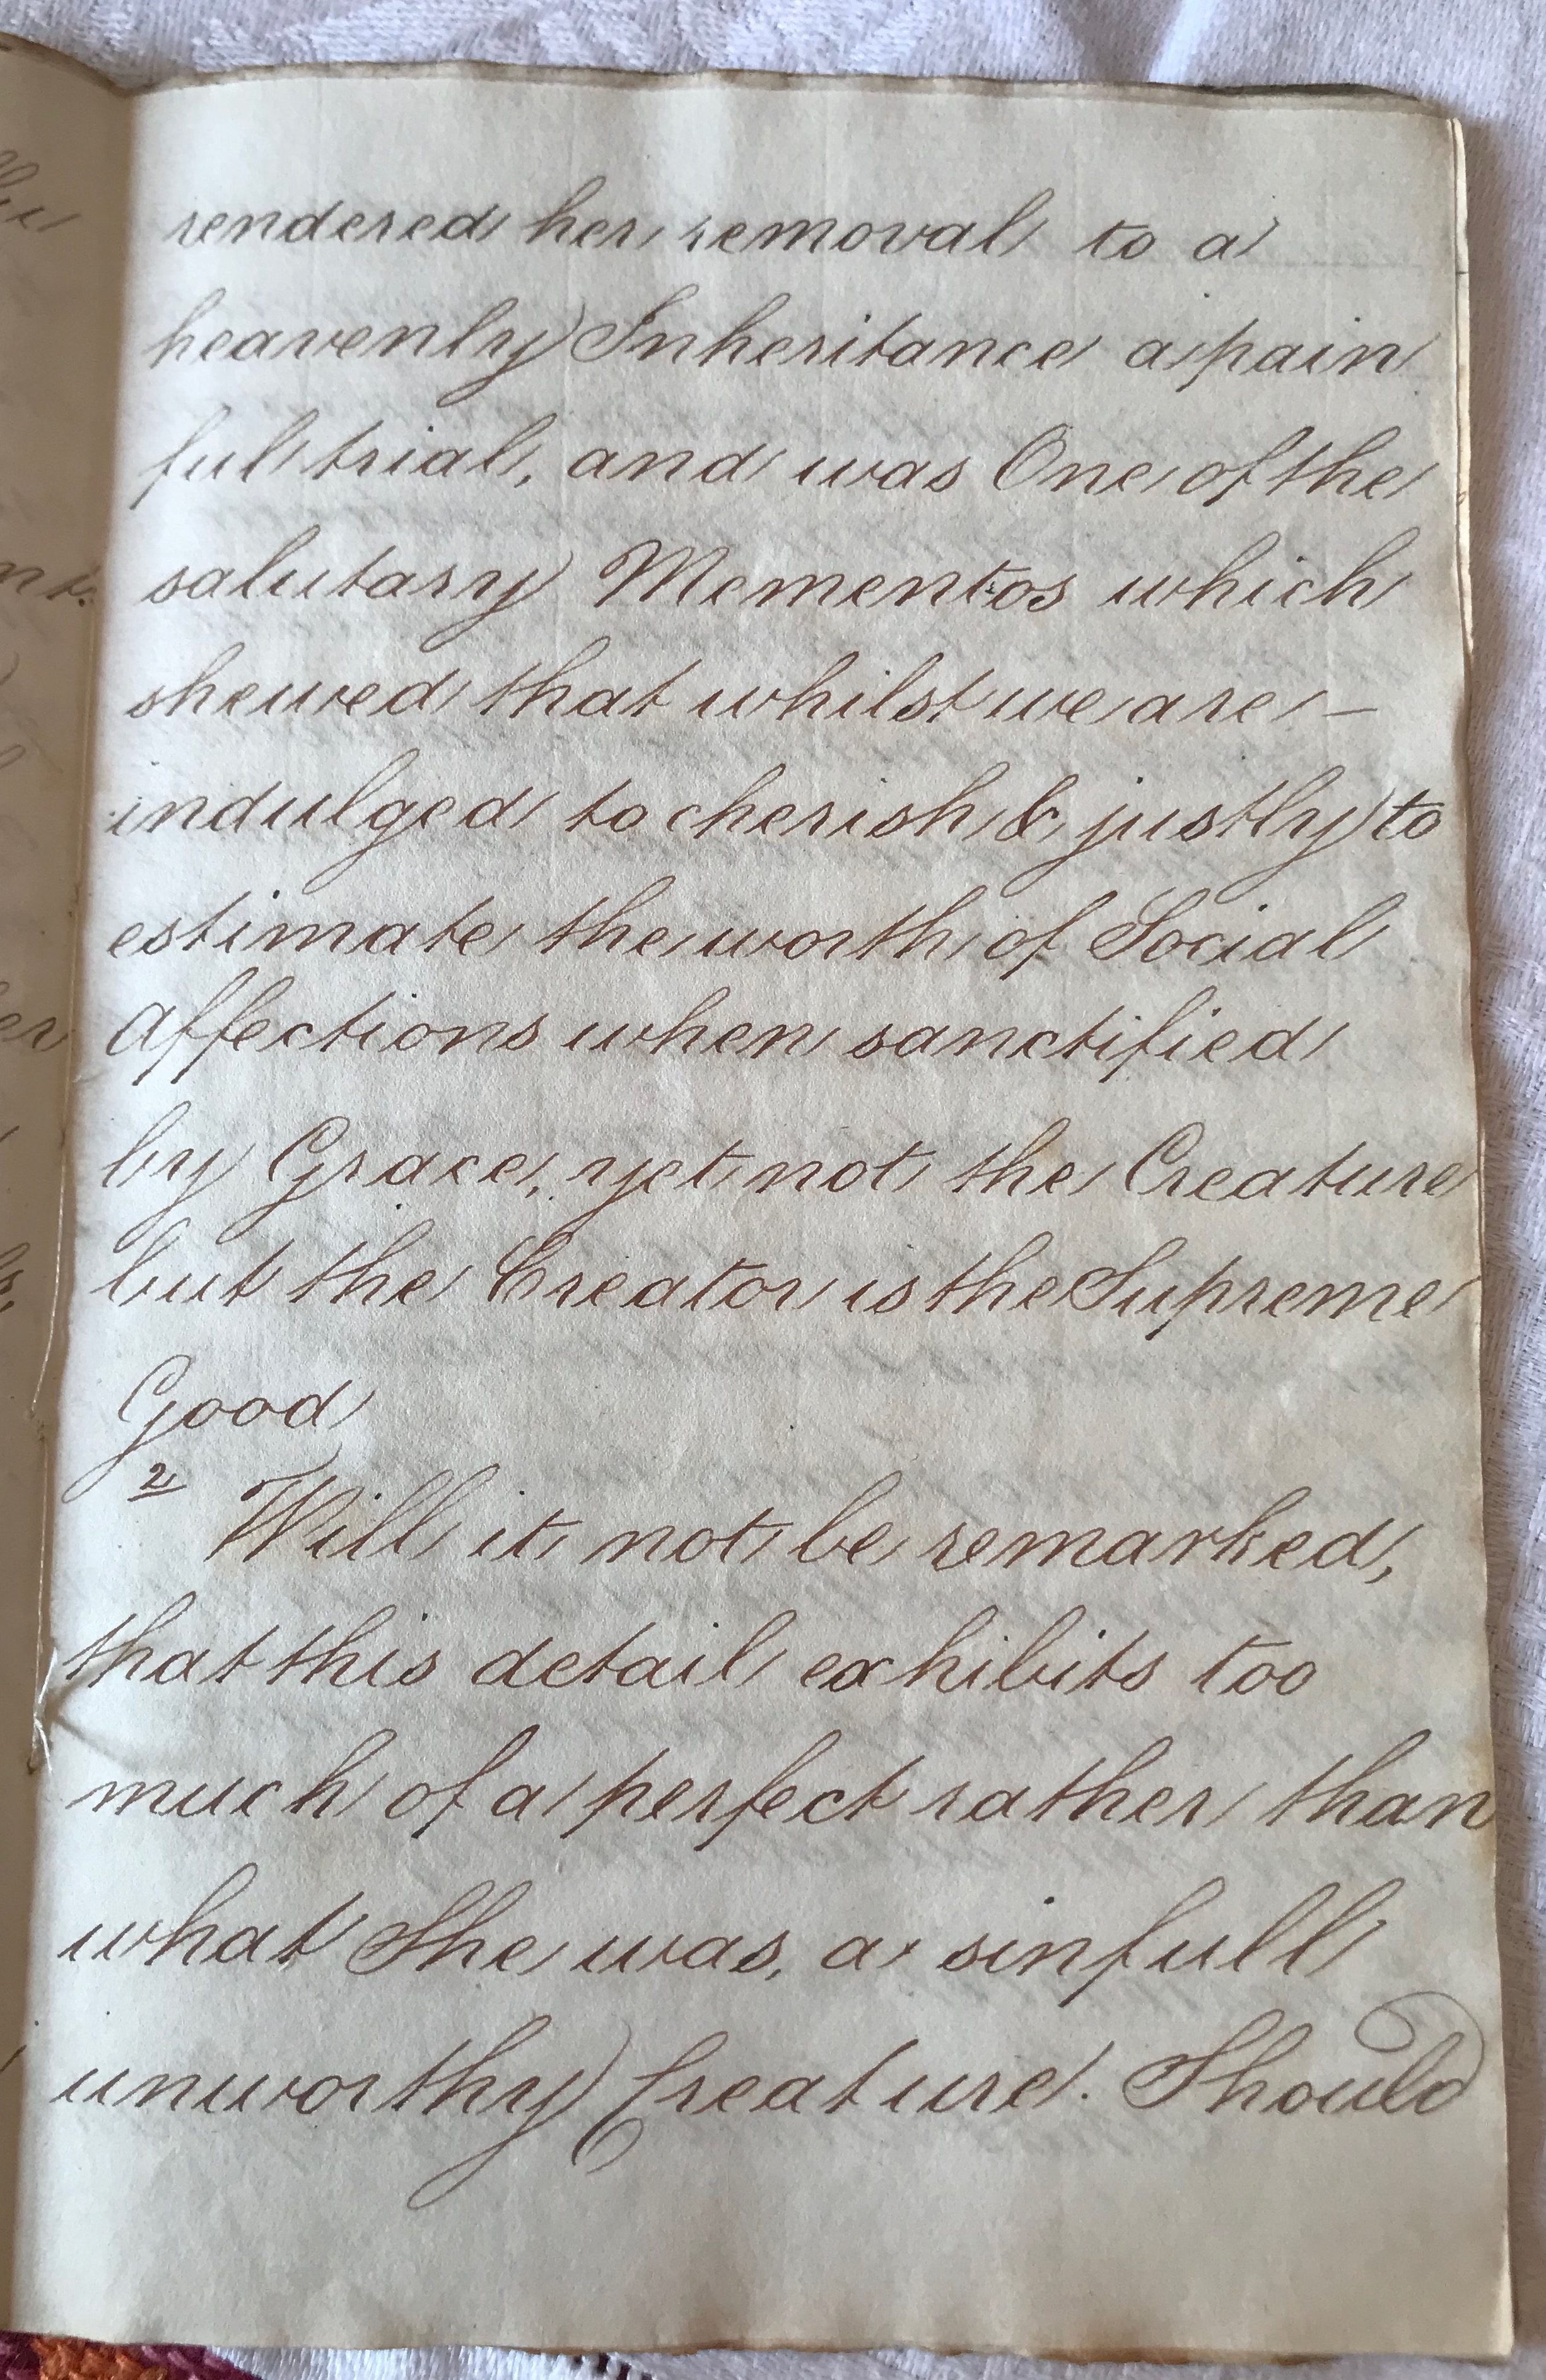 rendered her removal to a
heavenly Inheritance a pain
ful trial, and was One of the
salutary Mementos which
shewed that whilst we are –
indulged to cherish & justly to
estimate the worth of Social
Affections when sanctified
by Grace, yet not the Creature
but the Creator is the Supreme
Good
2
Will it not be remarked,
that this detail exhibits too
much of a perfect rather than
what She was, a sinfull
unworthy Creature. Should